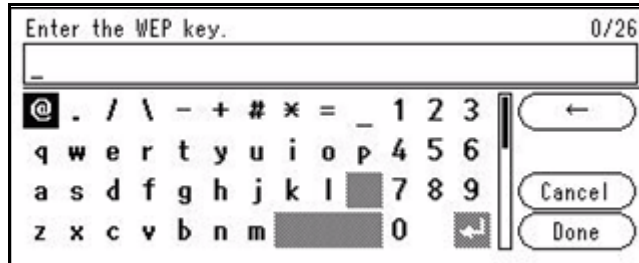 Enter the WEP key. 0/26
_
@ . / \ - + # * = _ 1 2 3 ←
q w e r t y u i o p 4 5 6
a s d f g h j k l 7 8 9 Cancel
z x c v b n m 0 ↵ Done